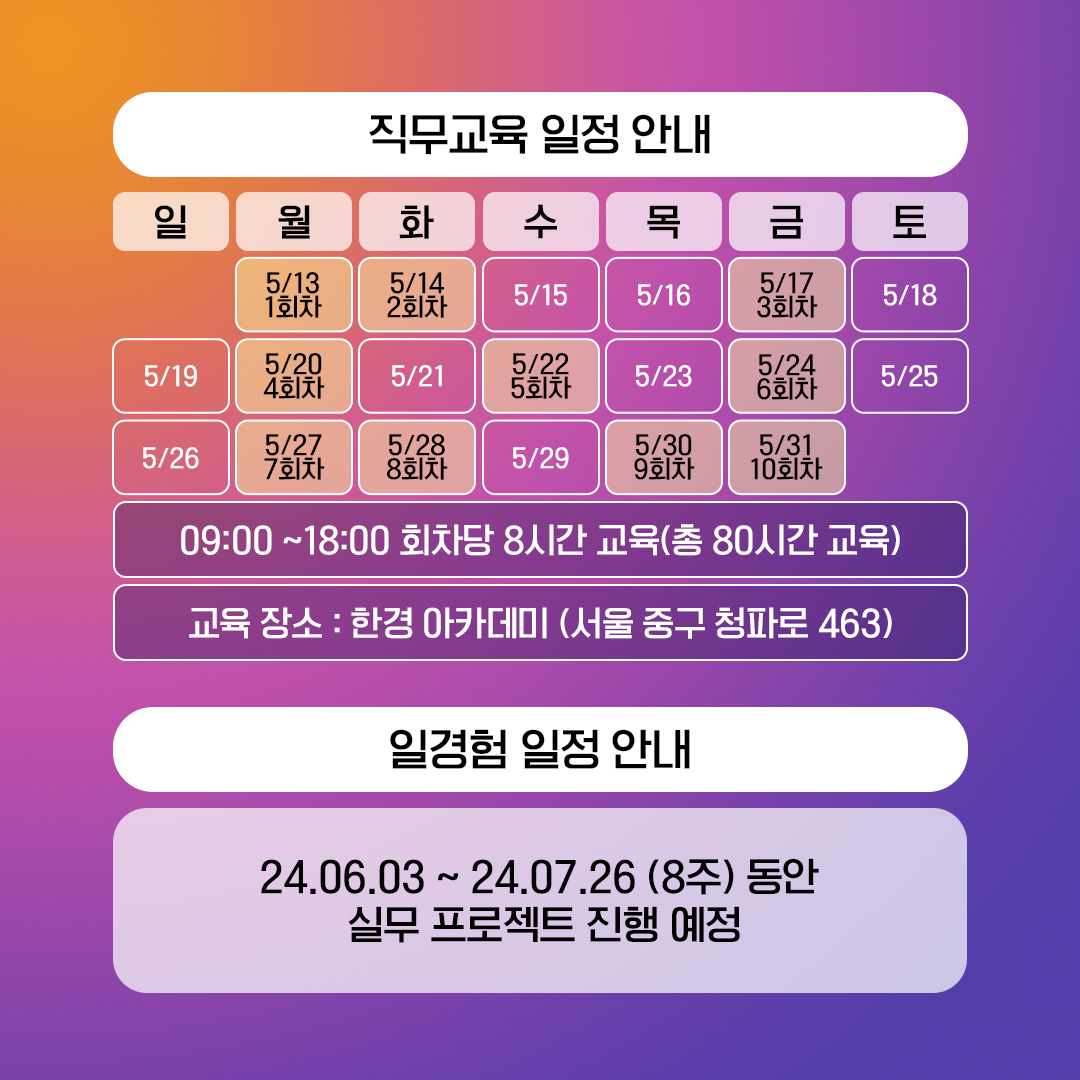 직무교육 일정 안내
일 월 화 수 목 금 토
5/13 5/14 5/15 5/16 5/17 5/18
1회차 2회차 3회차
5/19 5/20 5/21 5/22 5/23 5/24 5/25
4회차 5회차 6회차
5/26 5/27 5/28 5/29 5/30 5/31
7회차 8회차 9회차 10회차
09:00 ~18:00 회차당 8시간 교육(총 80시간 교육)
교육 장소 : 한경 아카데미 (서울 중구 청파로 463)
일경험 일정 안내
24.06.03 ~ 24.07.26 (8주) 동안
실무 프로젝트 진행 예정